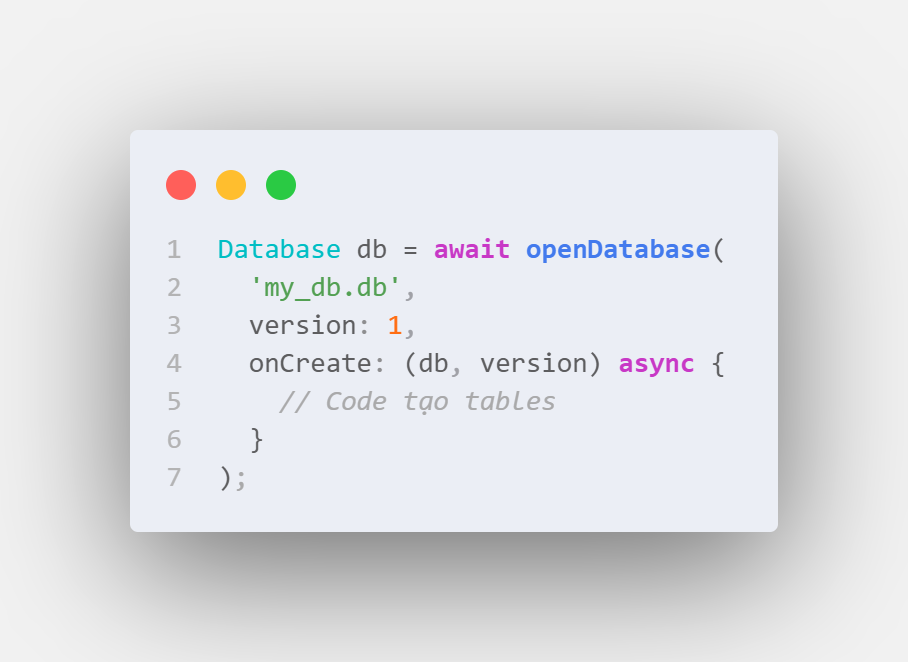 1 Database db = await openDatabase(
2   'my_db.db',
3   version: 1,
4   onCreate: (db, version) async {
5     // Code tạo tables
6   }
7 );